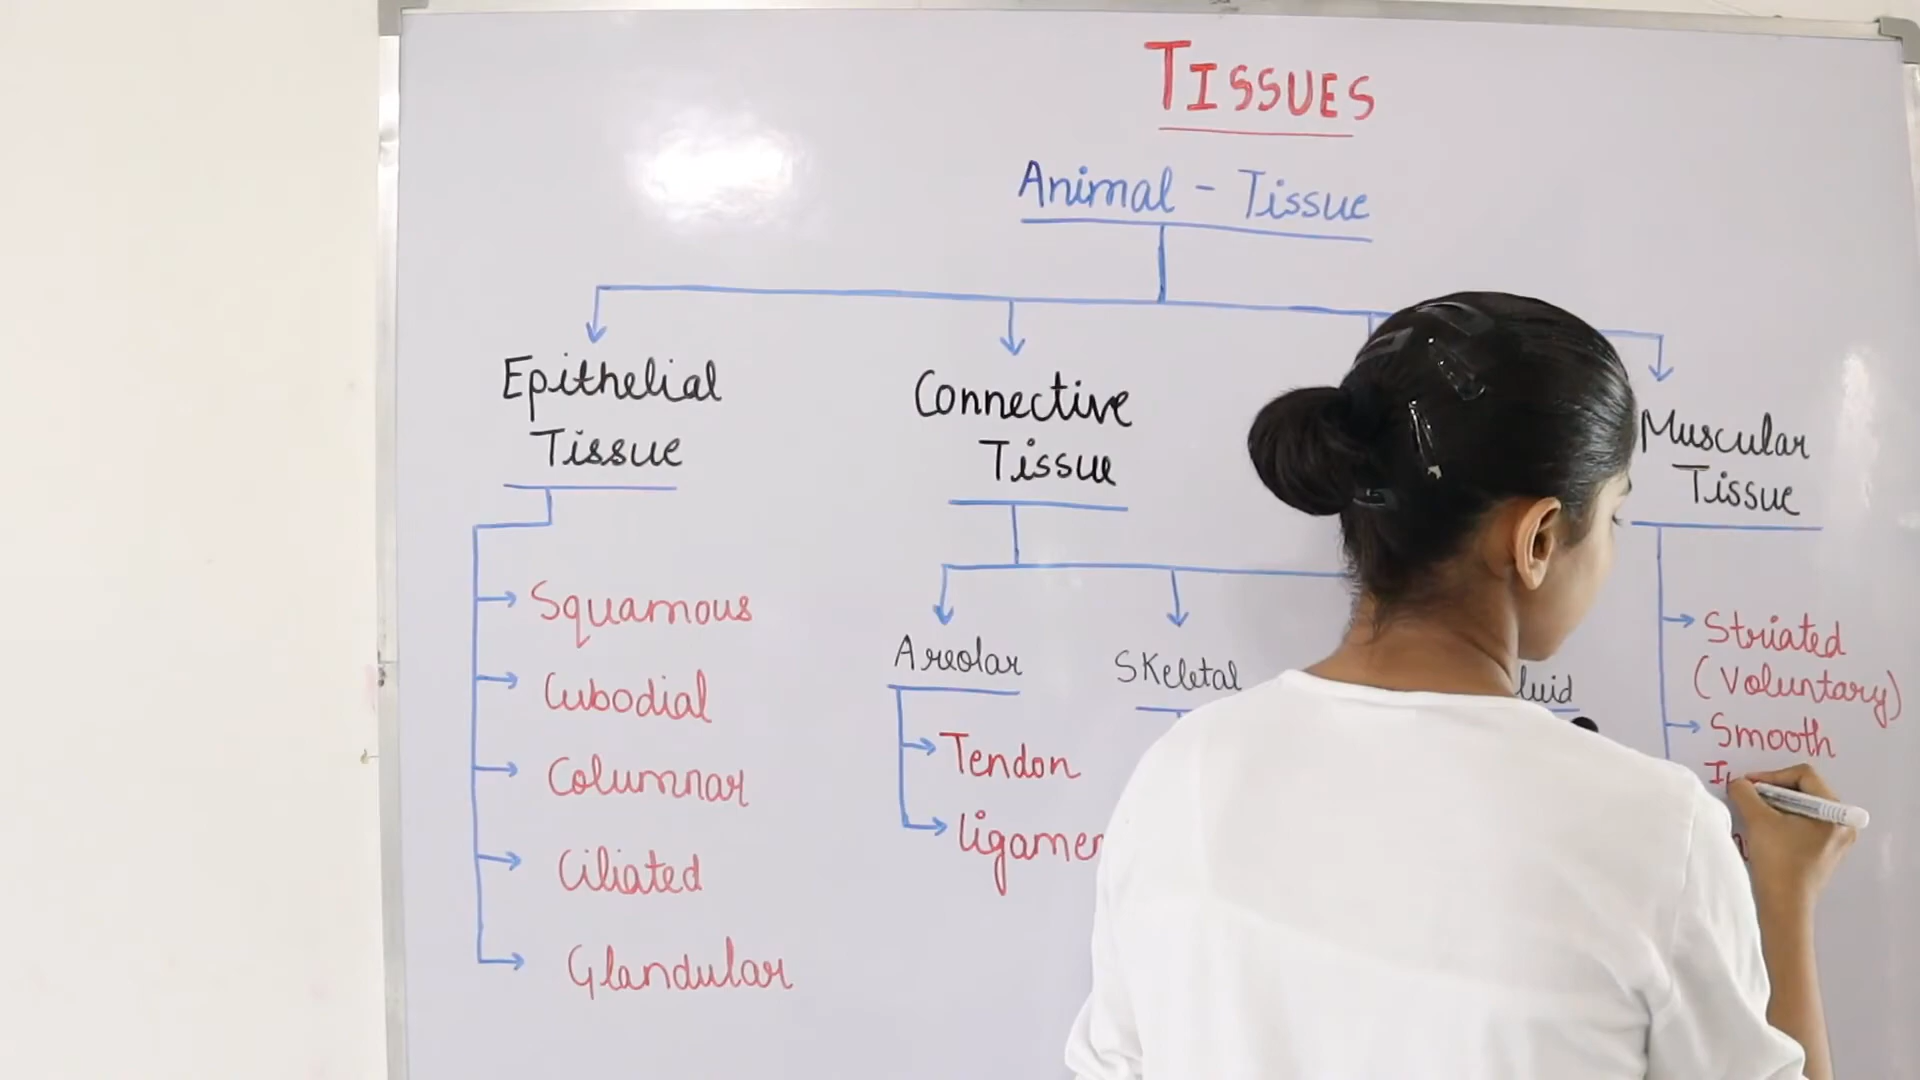 TISSUES
Animal - Tissue
Epithelial
Tissue
Squamous
Cubodial
Columnar
Ciliated
Glandular
Connective
Tissue
Areolar
Tendon
Skeletal
Muscular
Tissue
Striated
(Voluntary)
Smooth